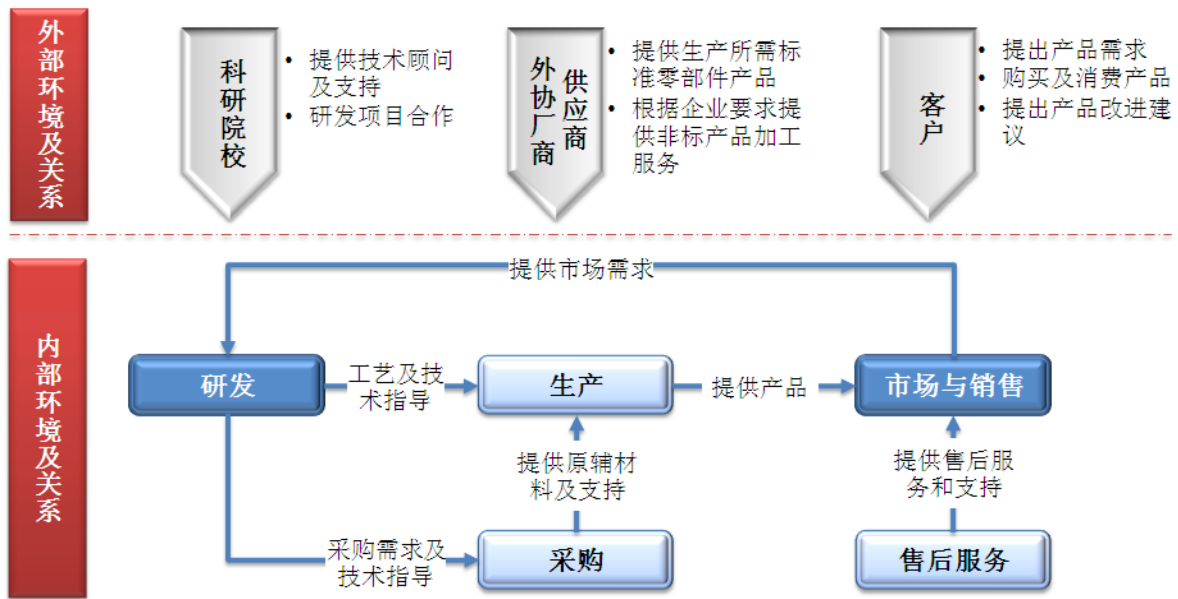 外部环境及关系
科研院校
• 提供技术顾问
及支持
• 研发项目合作
外协厂商
供应商
• 提供生产所需标
准零部件产品
• 根据企业要求提
供非标产品加工
服务
客户
• 提出产品需求
• 购买及消费产品
• 提出产品改进建
议
内部环境及关系
提供市场需求
研发
工艺及技
术指导
生产
提供产品
市场与销售
提供原辅材
料及支持
提供售后服
务和支持
采购需求及
技术指导
采购
售后服务